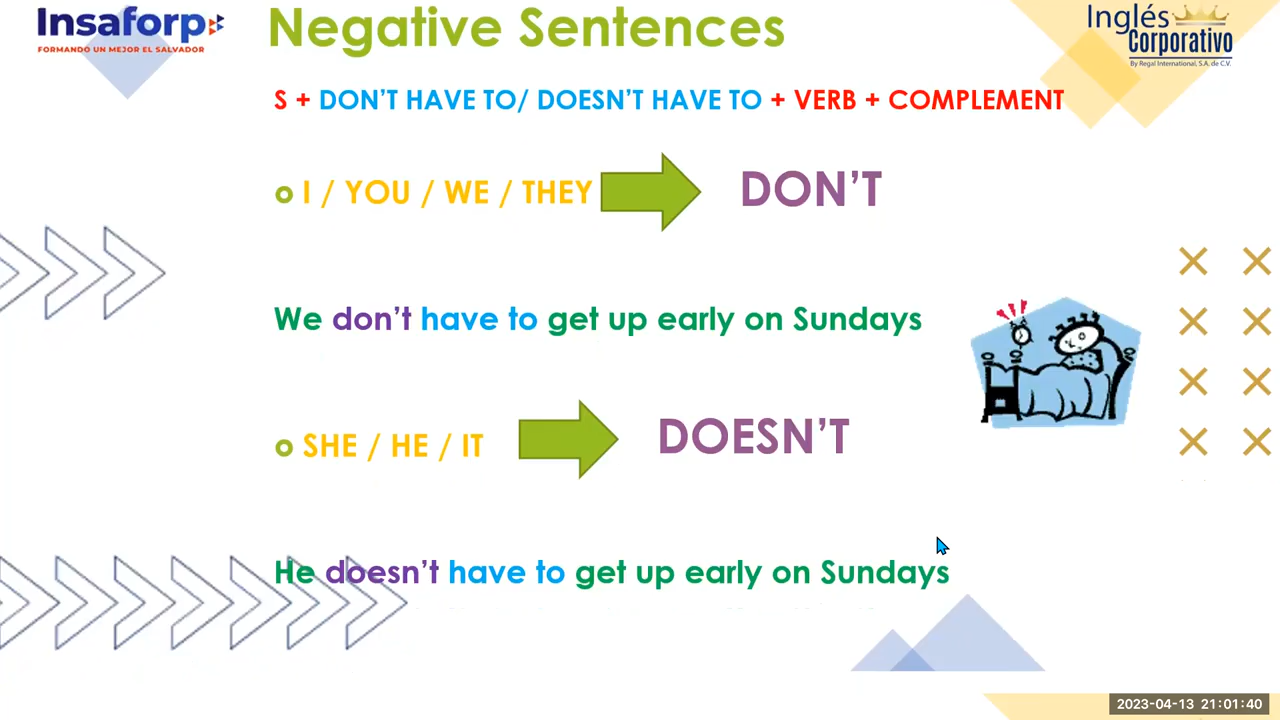 Insaforp
FORMANDO UN MEJOR EL SALVADOR
Negative Sentences
Inglés
Corporativo
By Regal International, S.A. de C.V.
S + DON’T HAVE TO/ DOESN’T HAVE TO + VERB + COMPLEMENT
I / YOU / WE / THEY DON’T
We don’t have to get up early on Sundays
SHE / HE / IT DOESN’T
He doesn’t have to get up early on Sundays
2023-04-13 21:01:40